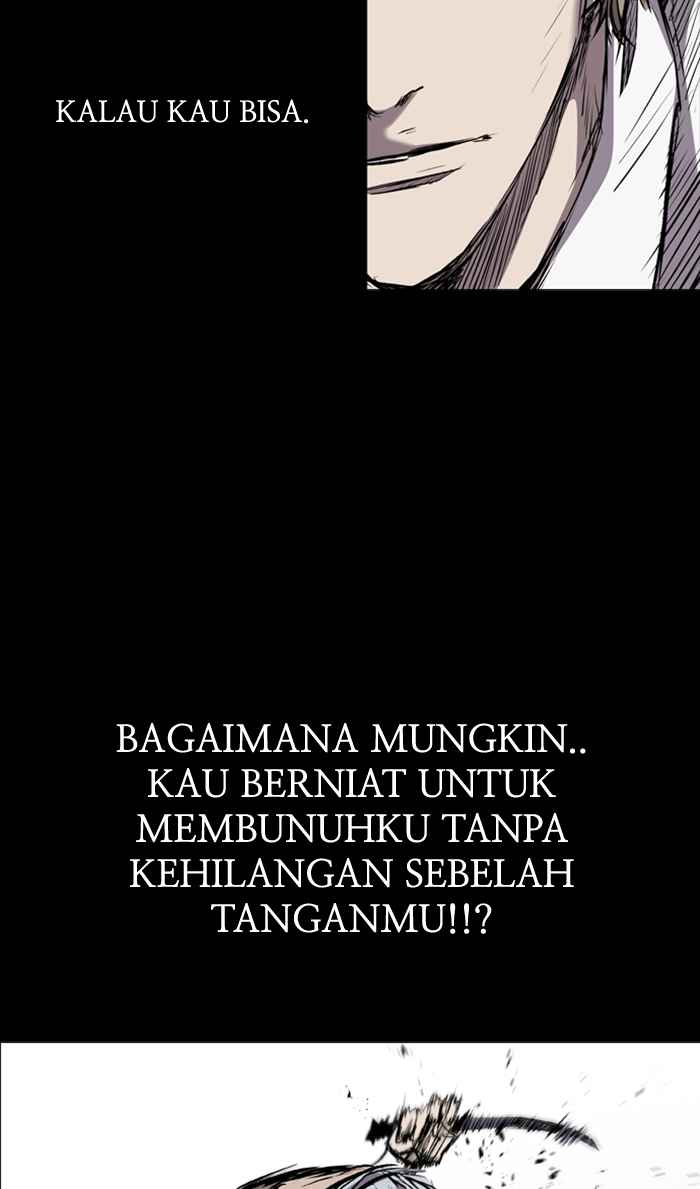 KALAU KAU BISA.
BAGAIMANA MUNGKIN..
KAU BERNIAT UNTUK
MEMBUNUHKU TANPA
KEHILANGAN SEBELAH
TANGANMU!!?